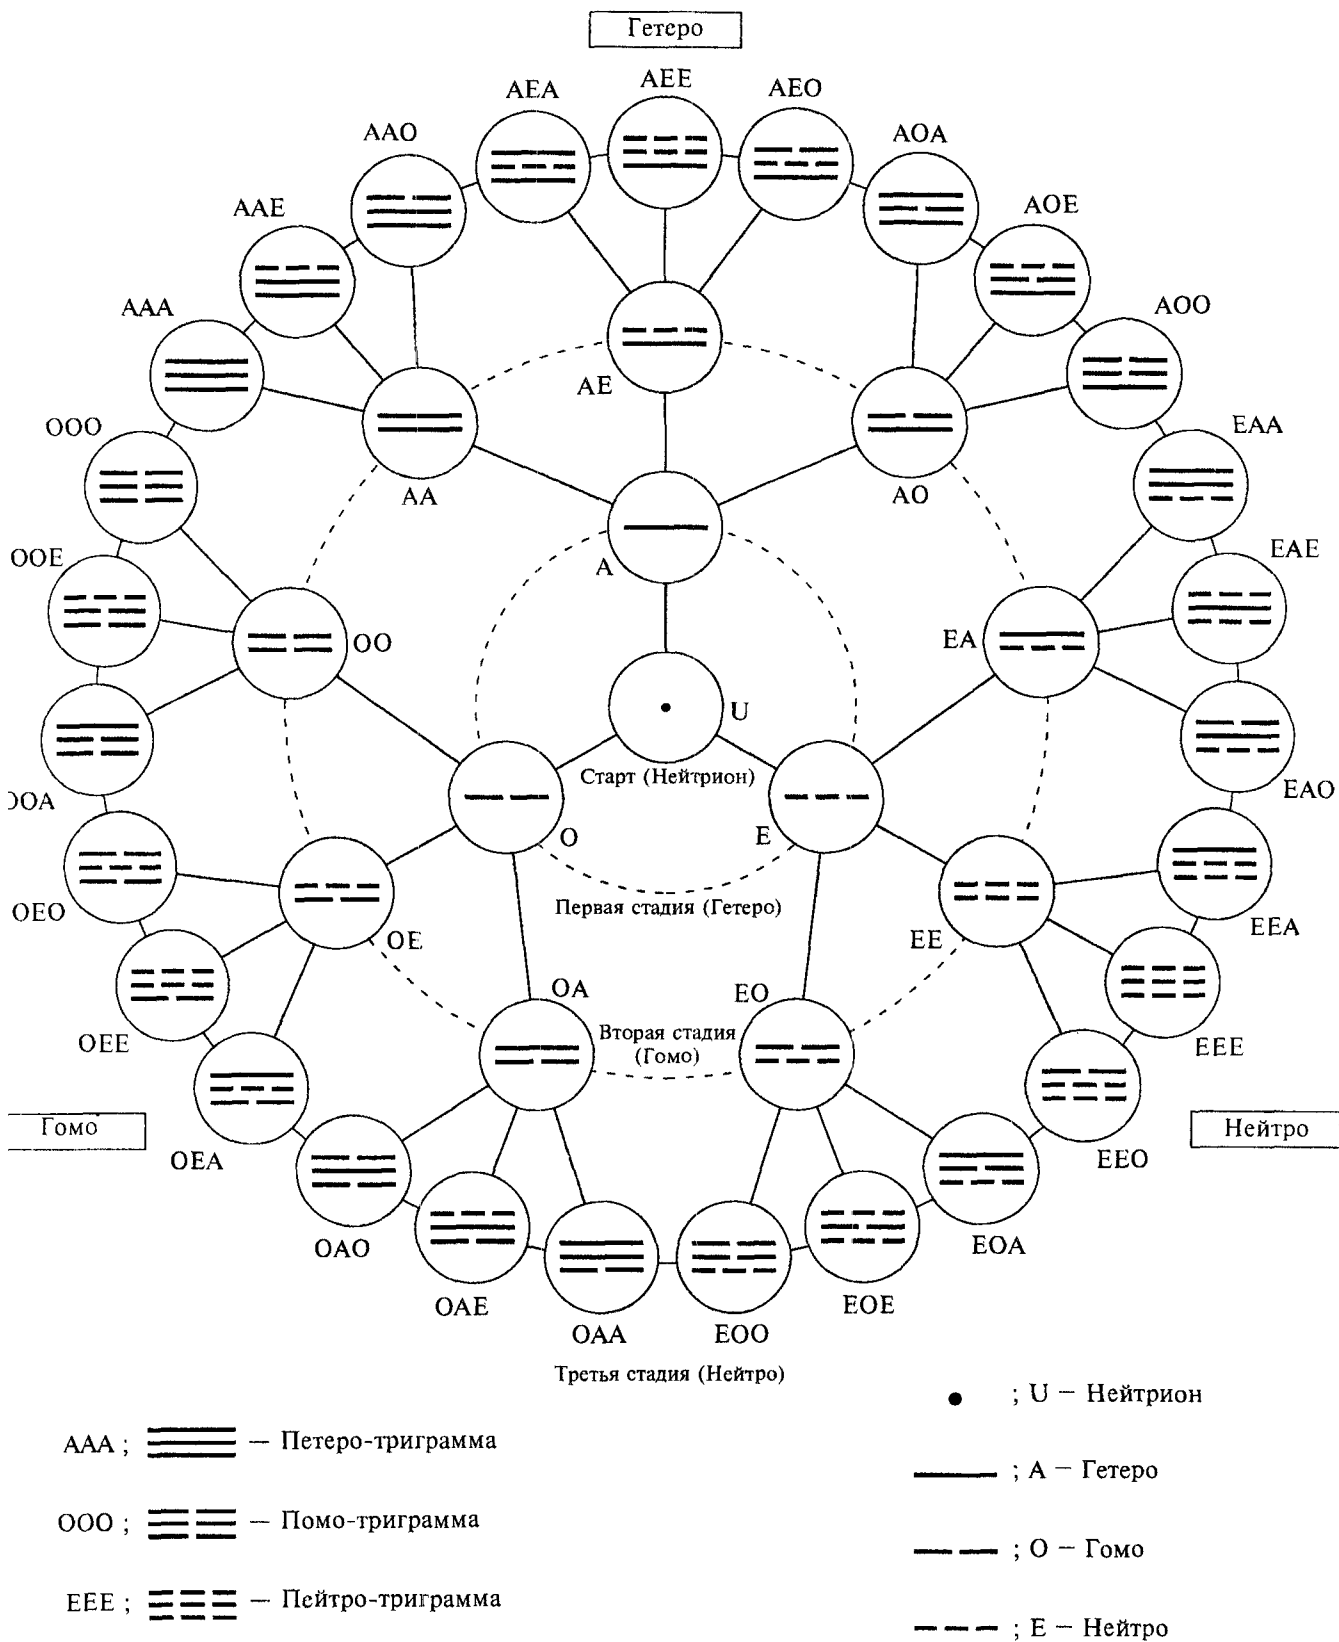 Гетеро
AEE
AEA
AEO
AAO
AOA
AAE
AOE
AAA
AOO
AE
OOO
EAA
AA
AO
OOE
EAE
A
OO
EA
U
Старт (Нейтрион)
OOA
EAO
O
E
Первая стадия (Гетеро)
OEO
OE
EE
EEA
OA
EO
Вторая стадия
(Гомо)
OEE
EEE
Гомо
Нейтро
OEA
EEO
OAO
EOA
OAE
EOE
OAA
EOO
Третья стадия (Нейтро)
; U — Нейтрион
AAA ; — Петеро-триграмма
; A — Гетеро
OOO ; — Помо-триграмма
; O — Гомо
EEE ; — Пейтро-триграмма
; E — Нейтро